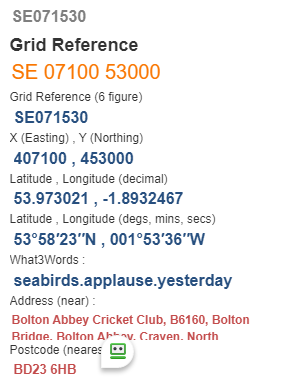 SE071530
Grid Reference
SE 07100 53000
Grid Reference (6 figure)
SE071530
X (Easting) , Y (Northing)
407100 , 453000
Latitude , Longitude (decimal)
53.973021 , -1.8932467
Latitude , Longitude (degs, mins, secs)
53°58′23″N , 001°53′36″W
What3Words :
seabirds.applause.yesterday
Address (near) :
Bolton Abbey Cricket Club, B6160, Bolton
Bridge, Bolton Abbey, Craven, North
Postcode (neares
BD23 6HB